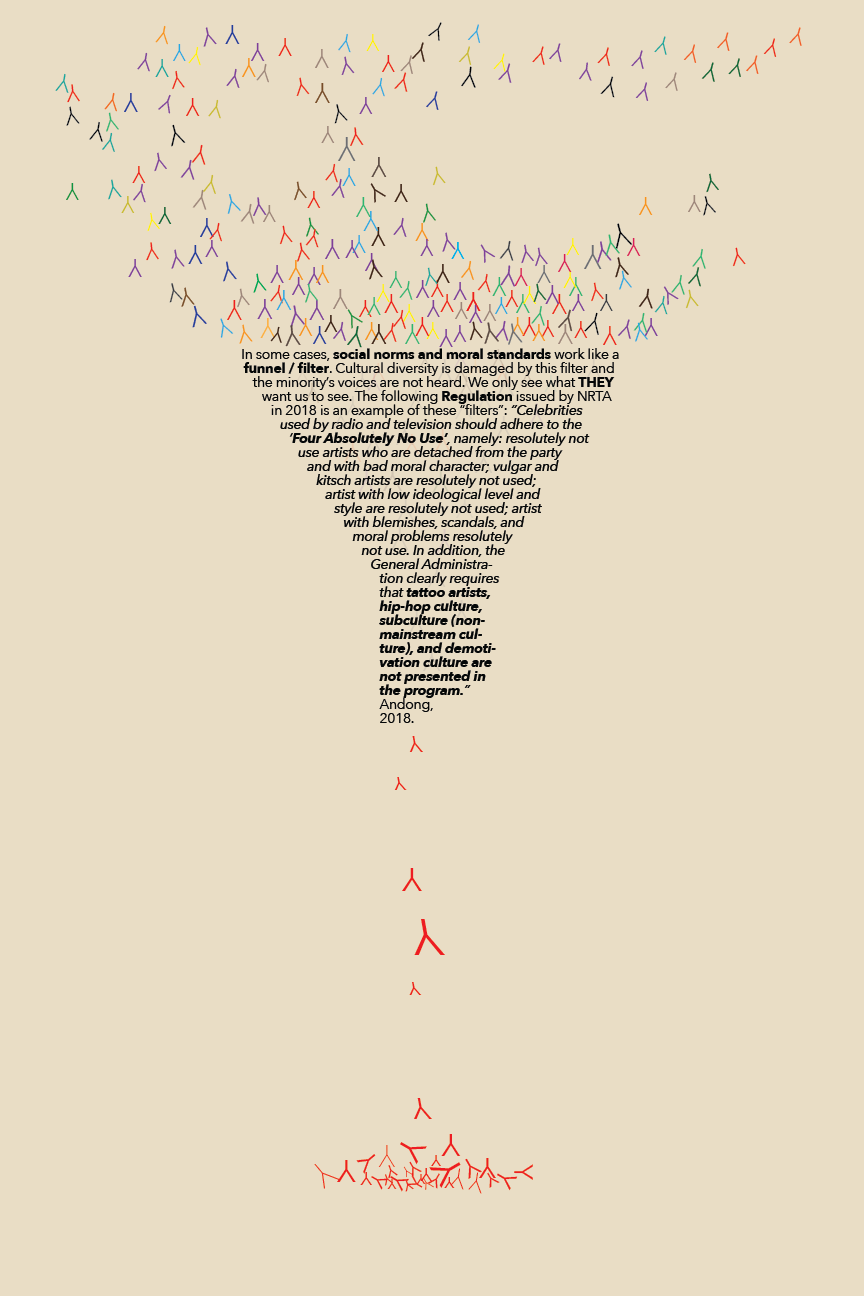 In some cases, social norms and moral standards work like a
funnel / filter. Cultural diversity is damaged by this filter and
the minority's voices are not heard. We only see what THEY
want us to see. The following Regulation issued by NRTA
in 2018 is an example of these “filters”: “Celebrities
used by radio and television should adhere to the
‘Four Absolutely No Use’, namely: resolutely not
use artists who are detached from the party
and with bad moral character; vulgar and
kitsch artists are resolutely not used;
artist with low ideological level and
style are resolutely not used; artist
with blemishes, scandals, and
moral problems resolutely
not use. In addition, the
General Administra-
tion clearly requires
that tattoo artists,
hip-hop culture,
subculture (non-
mainstream cul-
ture), and demoti-
vation culture are
not presented in
the program.”
Andong,
2018.